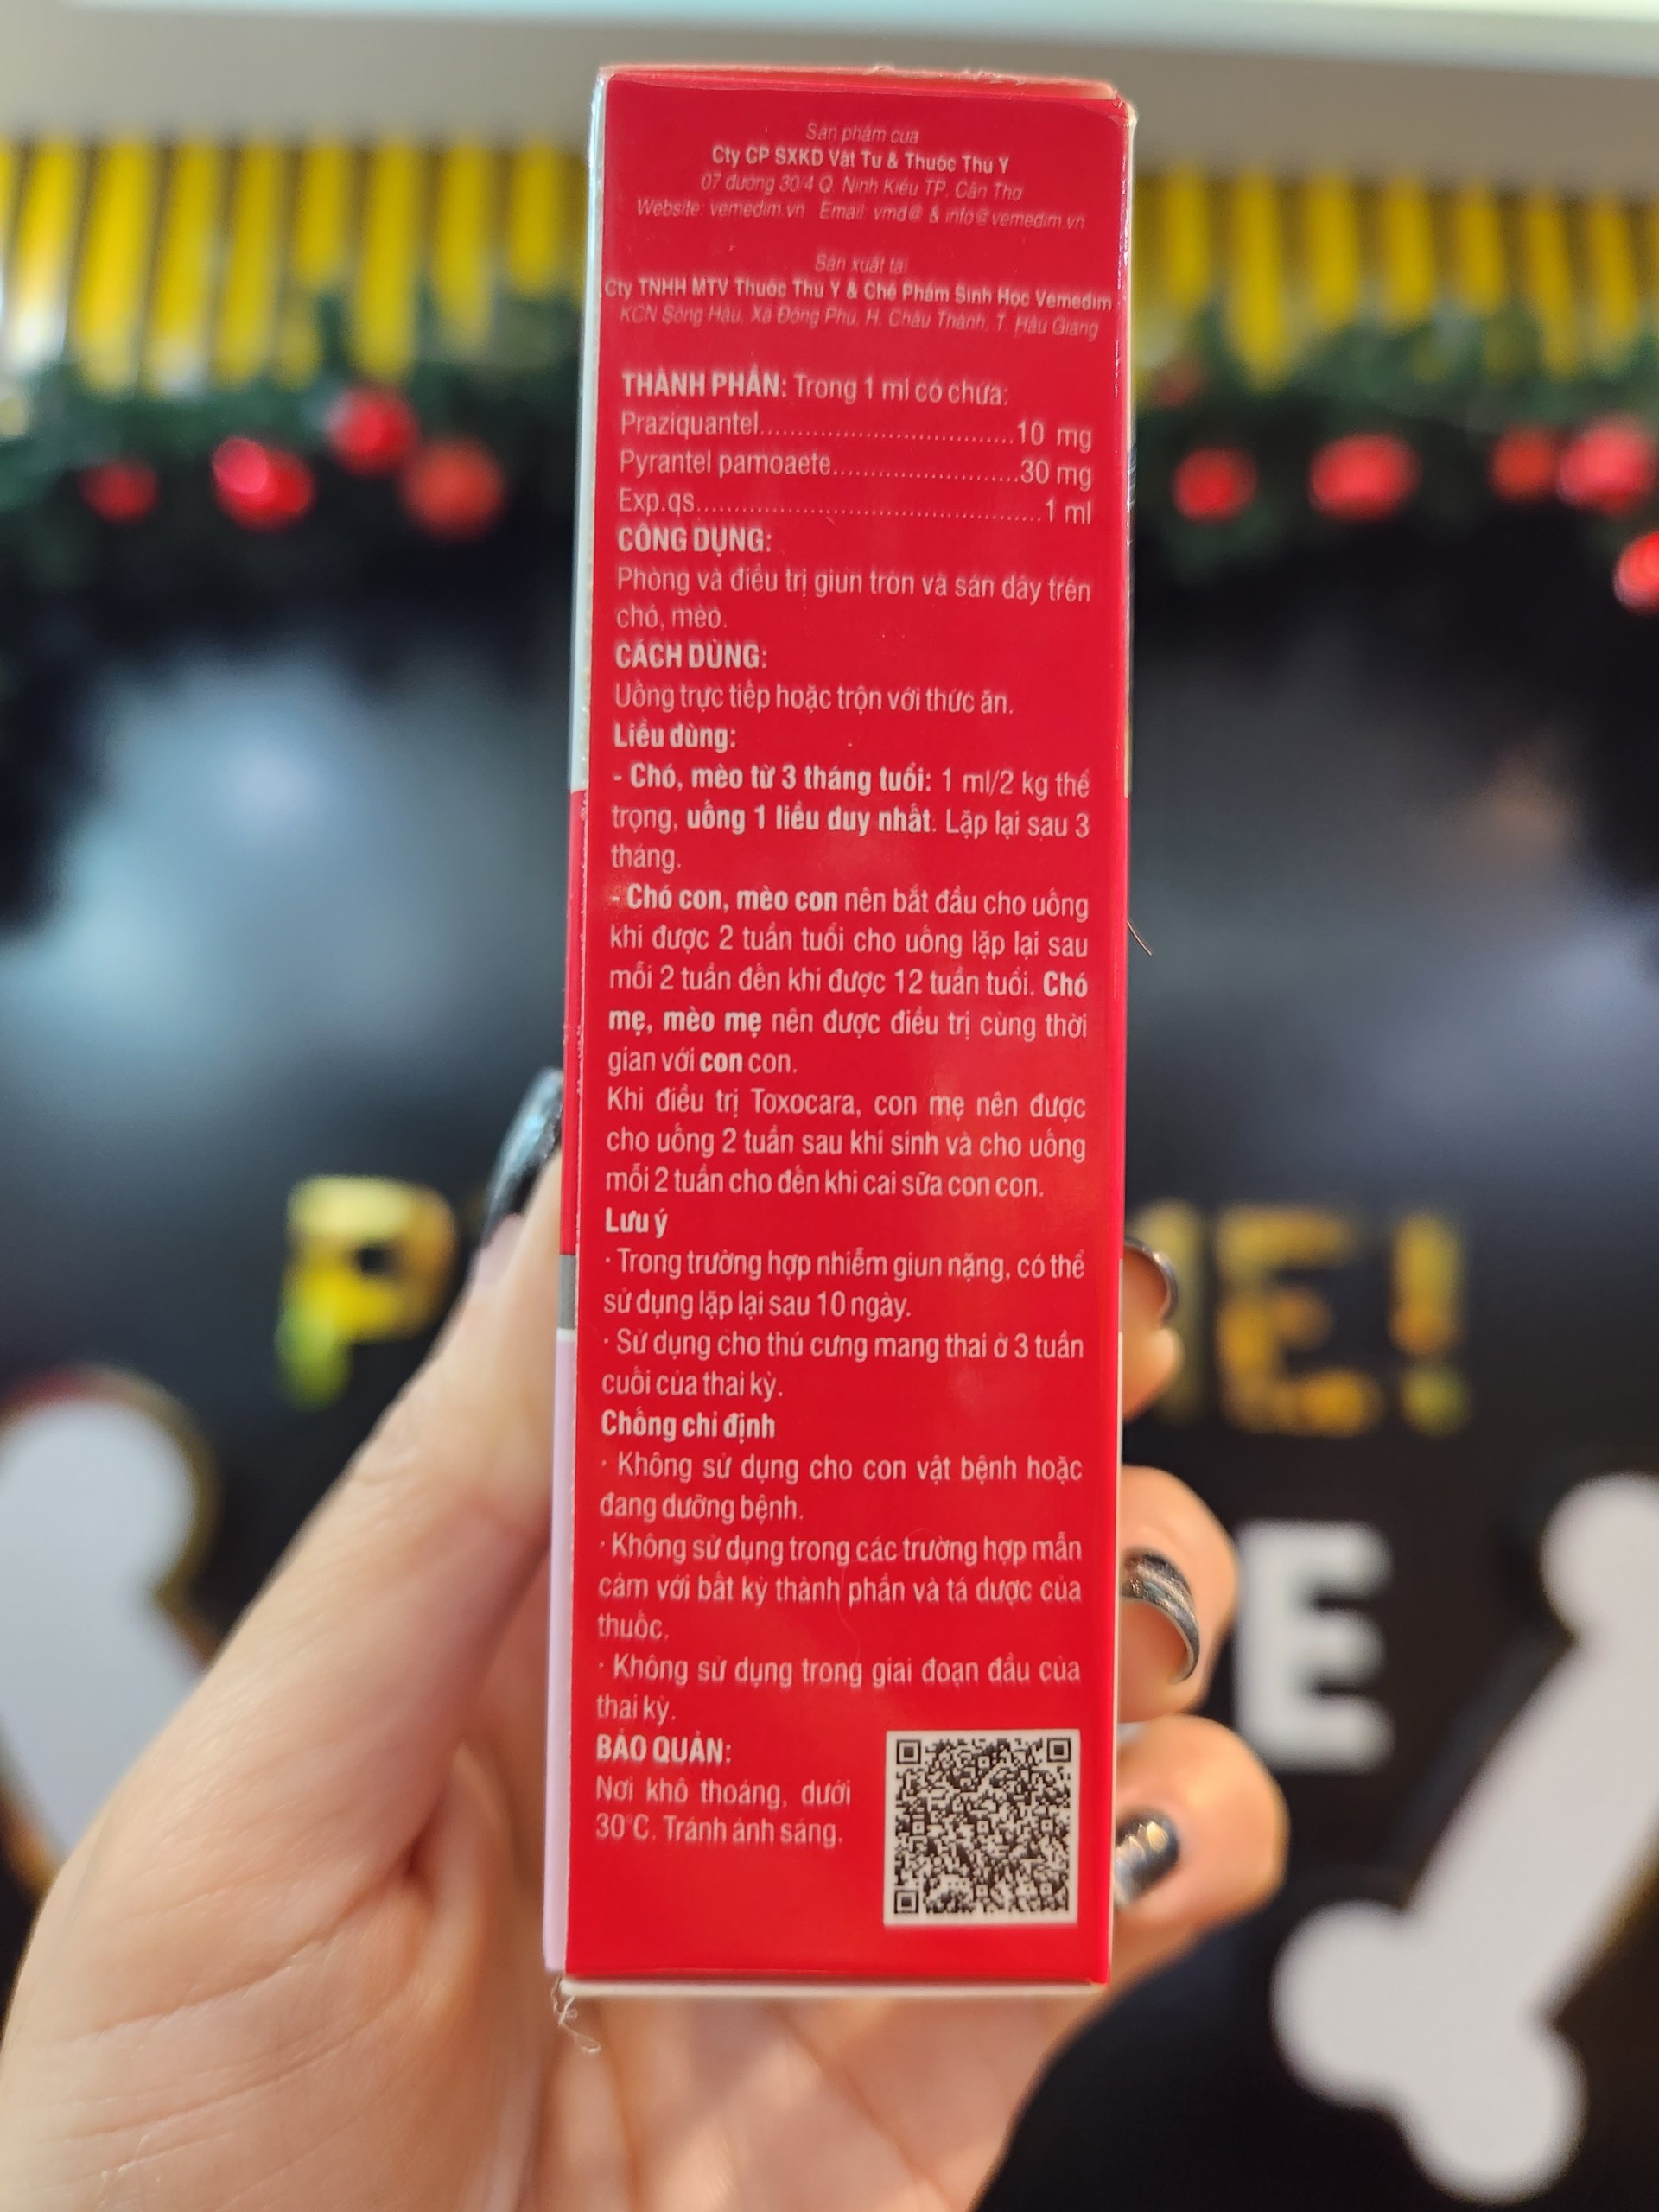 Sản phẩm của
Cty CP SXKD Vật Tư & Thuốc Thú Y
07 đường 30/4 Q. Ninh Kiều TP. Cần Thơ
Website: vemedim.vn Email: vmd@ & info@vemedim.vn
Sản xuất tại
Cty TNHH MTV Thuốc Thú Y & Chế Phẩm Sinh Học Vemedim
KCN Sông Hậu, Xã Đông Phú, H. Châu Thành, T. Hậu Giang
THÀNH PHẦN: Trong 1 ml có chứa:
Praziquantel..................................10 mg
Pyrantel pamoaete.........................30 mg
Exp.qs..............................................1 ml
CÔNG DỤNG:
Phòng và điều trị giun tròn và sán dây trên
chó, mèo.
CÁCH DÙNG:
Uống trực tiếp hoặc trộn với thức ăn.
Liều dùng:
- Chó, mèo từ 3 tháng tuổi: 1 ml/2 kg thể
trọng, uống 1 liều duy nhất. Lặp lại sau 3
tháng.
- Chó con, mèo con nên bắt đầu cho uống
khi được 2 tuần tuổi cho uống lặp lại sau
mỗi 2 tuần đến khi được 12 tuần tuổi. Chó
mẹ, mèo mẹ nên được điều trị cùng thời
gian với con con.
Khi điều trị Toxocara, con mẹ nên được
cho uống 2 tuần sau khi sinh và cho uống
mỗi 2 tuần cho đến khi cai sữa con con.
Lưu ý
· Trong trường hợp nhiễm giun nặng, có thể
sử dụng lặp lại sau 10 ngày.
· Sử dụng cho thú cưng mang thai ở 3 tuần
cuối của thai kỳ.
Chống chỉ định
· Không sử dụng cho con vật bệnh hoặc
đang dưỡng bệnh.
· Không sử dụng trong các trường hợp mẫn
cảm với bất kỳ thành phần và tá dược của
thuốc.
· Không sử dụng trong giai đoạn đầu của
thai kỳ.
BẢO QUẢN:
Nơi khô thoáng, dưới
30°C. Tránh ánh sáng.